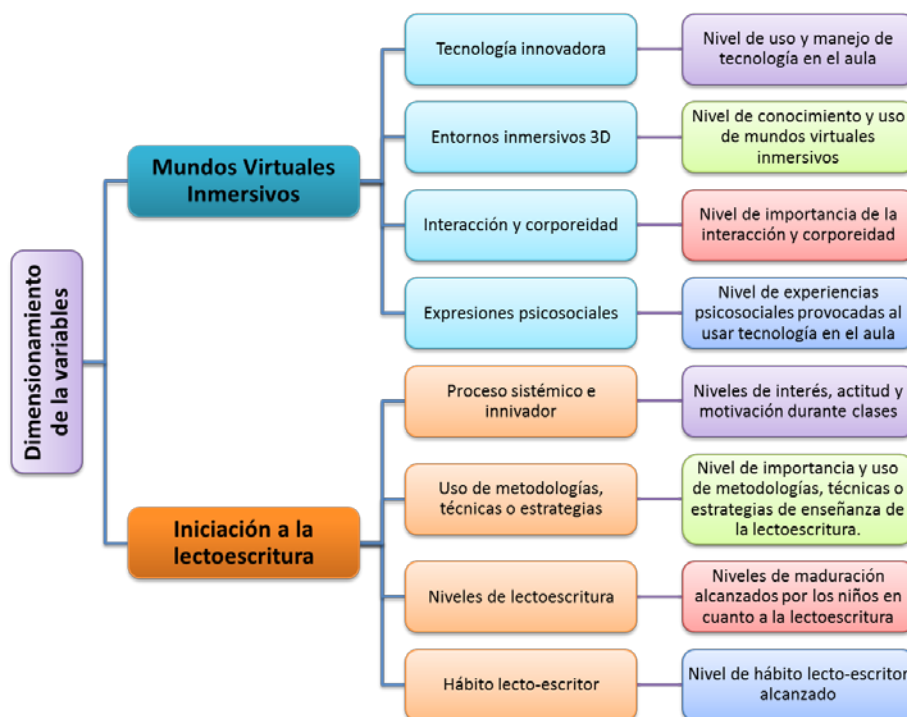 Dimensionamiento
de la variables
Mundos Virtuales
Inmersivos
Tecnología innovadora
Nivel de uso y manejo de
tecnología en el aula
Entornos inmersivos 3D
Nivel de conocimiento y uso
de mundos virtuales
inmersivos
Interacción y corporeidad
Nivel de importancia de la
interacción y corporeidad
Expresiones psicosociales
Nivel de experiencias
psicosociales provocadas al
usar tecnología en el aula
Iniciación a la
lectoescritura
Proceso sistémico e
innivador
Niveles de interés, actitud y
motivación durante clases
Uso de metodologías,
técnicas o estrategias
Nivel de importancia y uso
de metodologías, técnicas o
estrategias de enseñanza de
la lectoescritura.
Niveles de lectoescritura
Niveles de maduración
alcanzados por los niños en
cuanto a la lectoescritura
Hábito lecto-escritor
Nivel de hábito lecto-escritor
alcanzado